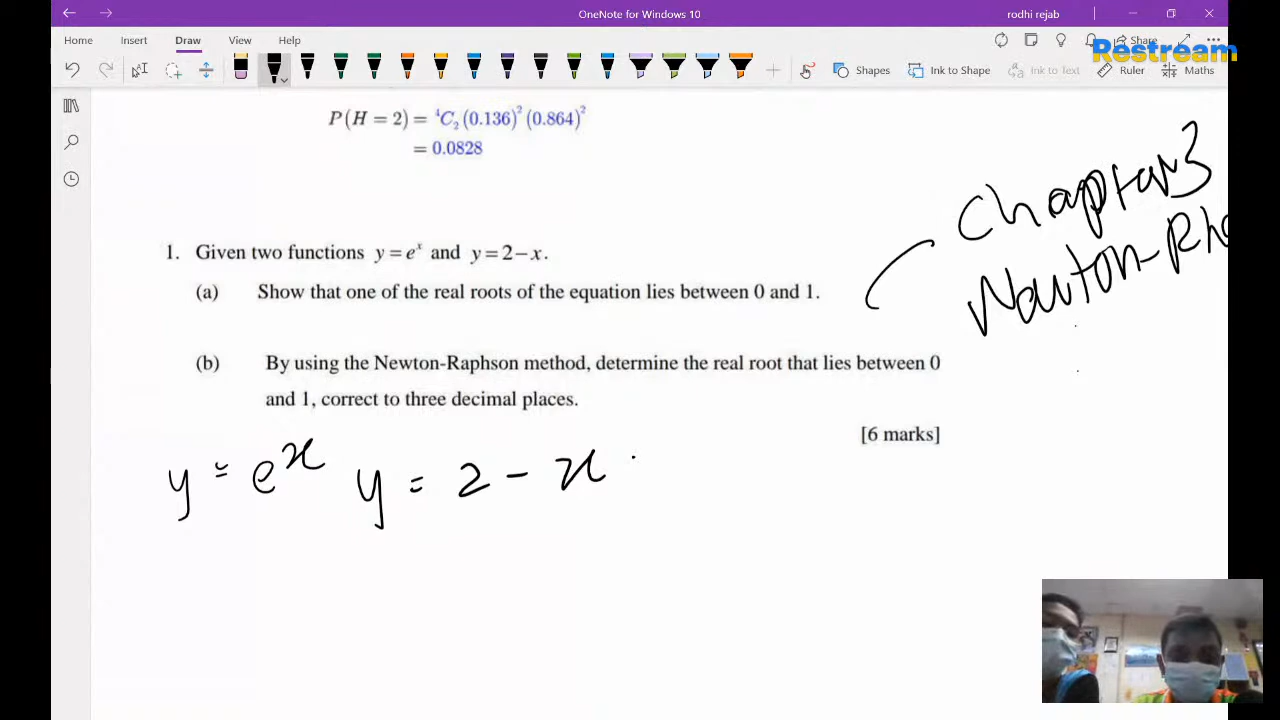 OneNote for Windows 10
rodhi rejab
Home Insert Draw View Help
Share
Restream
Shapes Ink to Shape Ink to Text Ruler Maths
P(H = 2) = ⁴C₂ (0.136)² (0.864)²
= 0.0828
Chapter 3
Newton-Rha
1. Given two functions y = eˣ and y = 2 − x.
(a) Show that one of the real roots of the equation lies between 0 and 1.
(b) By using the Newton-Raphson method, determine the real root that lies between 0
and 1, correct to three decimal places.
[6 marks]
y = eˣ y = 2 − x